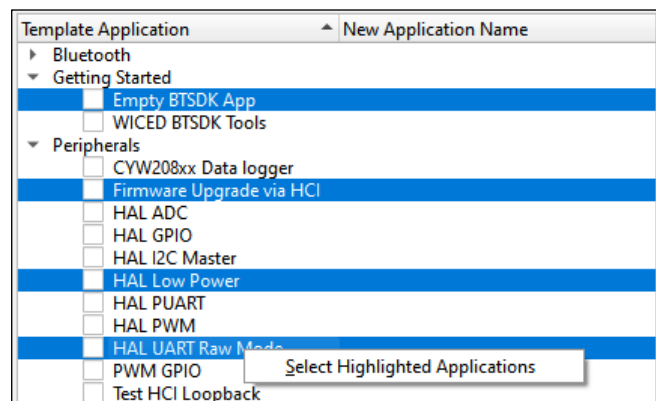 Template Application New Application Name
Bluetooth
Getting Started
Empty BTSDK App
WICED BTSDK Tools
Peripherals
CYW208xx Data logger
Firmware Upgrade via HCI
HAL ADC
HAL GPIO
HAL I2C Master
HAL Low Power
HAL PUART
HAL PWM
HAL UART Raw Mode
Select Highlighted Applications
PWM GPIO
Test HCI Loopback